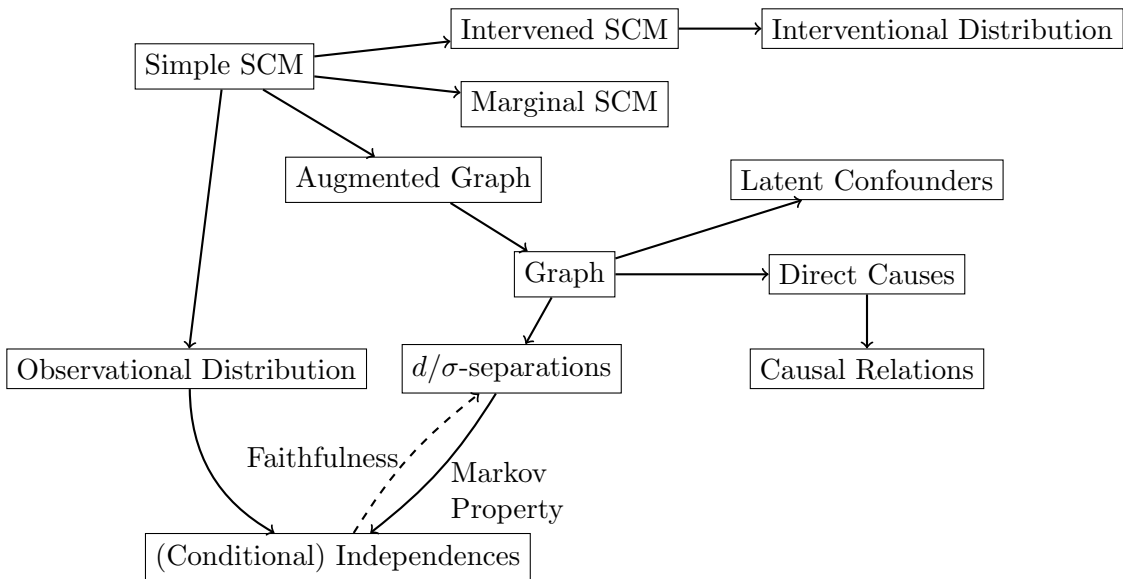 Intervened SCM
Interventional Distribution
Simple SCM
Marginal SCM
Augmented Graph
Latent Confounders
Graph
Direct Causes
Observational Distribution
d/σ-separations
Causal Relations
Faithfulness
Markov
Property
(Conditional) Independences